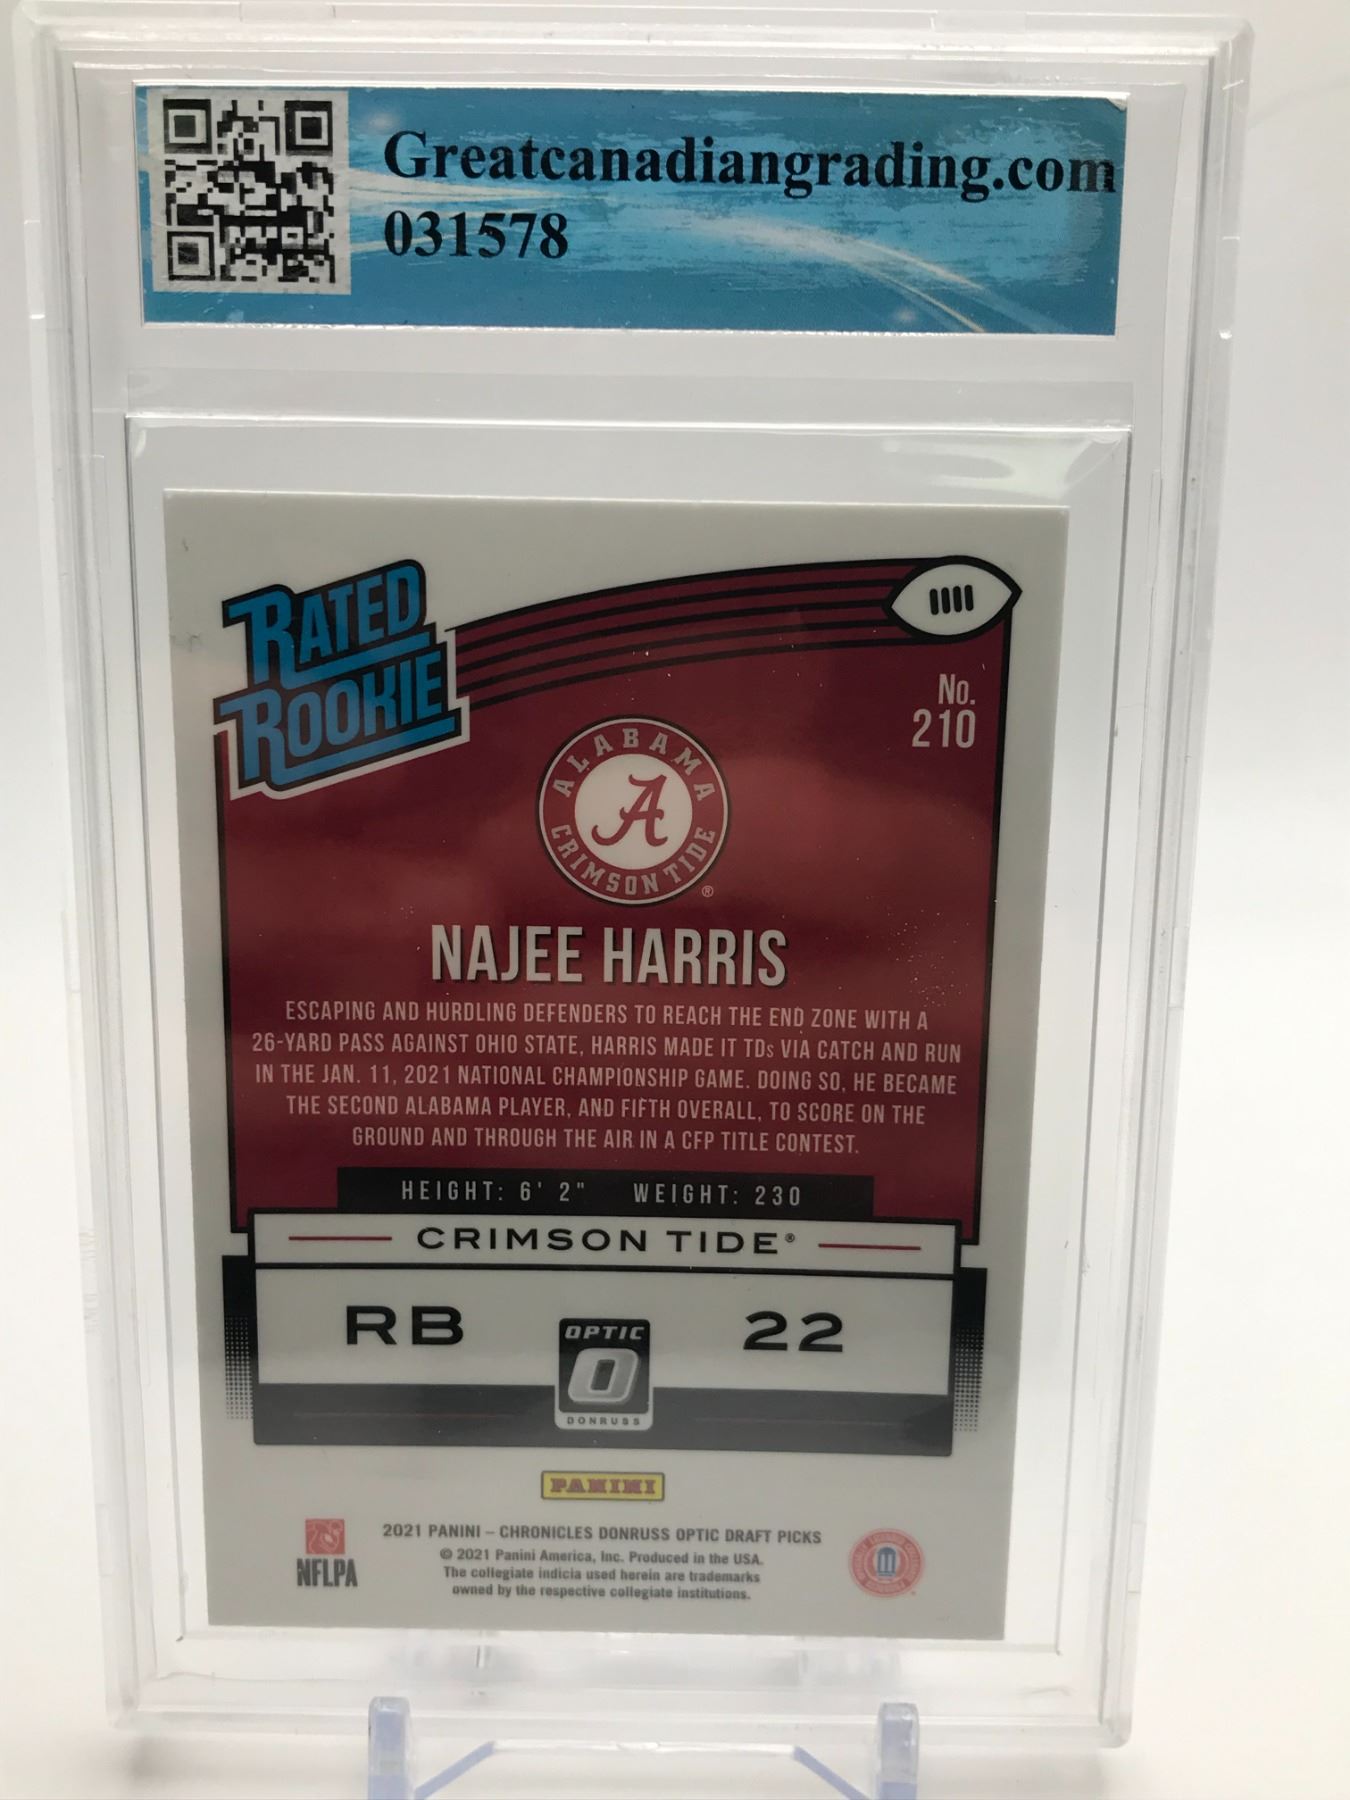 Greatcanadiangrading.com
031578
RATED
ROOKIE
No.
210
ALABAMA
A
CRIMSON TIDE
®
NAJEE HARRIS
ESCAPING AND HURDLING DEFENDERS TO REACH THE END ZONE WITH A
26-YARD PASS AGAINST OHIO STATE, HARRIS MADE IT TDs VIA CATCH AND RUN
IN THE JAN. 11, 2021 NATIONAL CHAMPIONSHIP GAME. DOING SO, HE BECAME
THE SECOND ALABAMA PLAYER, AND FIFTH OVERALL, TO SCORE ON THE
GROUND AND THROUGH THE AIR IN A CFP TITLE CONTEST.
HEIGHT: 6' 2" WEIGHT: 230
CRIMSON TIDE®
RB 22
OPTIC
O
DONRUSS
PANINI
NFLPA
2021 PANINI – CHRONICLES DONRUSS OPTIC DRAFT PICKS
© 2021 Panini America, Inc. Produced in the USA.
The collegiate indicia used herein are trademarks
owned by the respective collegiate institutions.